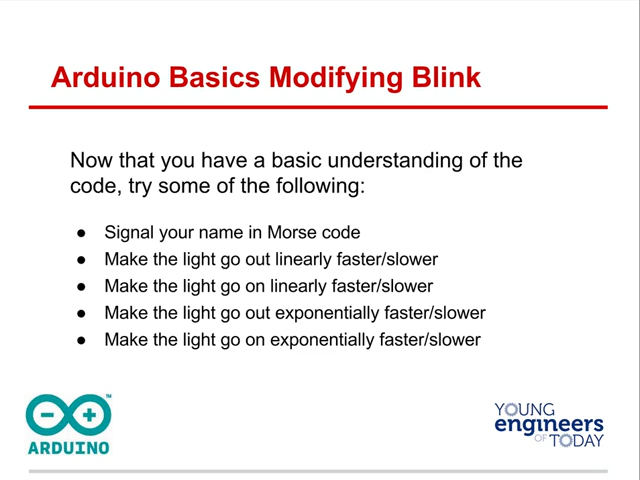 Arduino Basics Modifying Blink
Now that you have a basic understanding of the
code, try some of the following:
● Signal your name in Morse code
● Make the light go out linearly faster/slower
● Make the light go on linearly faster/slower
● Make the light go out exponentially faster/slower
● Make the light go on exponentially faster/slower
TM
ARDUINO
YOUNG
engineers
OF TODAY